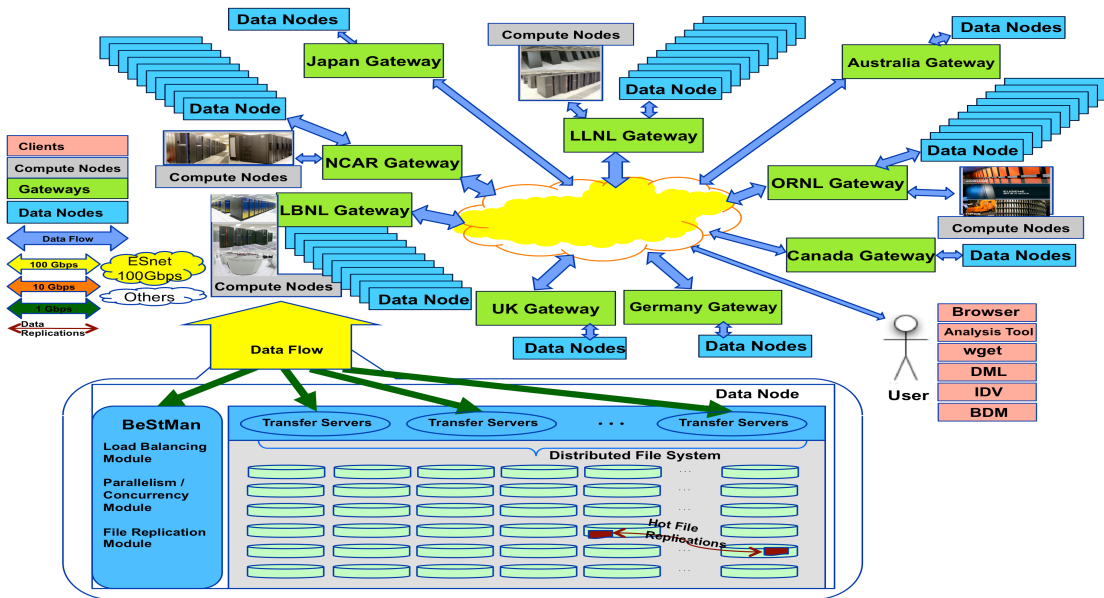 Data Nodes
Japan Gateway
Compute Nodes
Data Node
LLNL Gateway
Data Nodes
Australia Gateway
Data Node
NCAR Gateway
Compute Nodes
Data Node
ORNL Gateway
Compute Nodes
Clients
Compute Nodes
Gateways
Data Nodes
Data Flow
100 Gbps
ESnet
100Gbps
10 Gbps
Others
1 Gbps
Data
Replications
LBNL Gateway
Compute Nodes
Data Node
Canada Gateway
Data Nodes
UK Gateway
Data Nodes
Germany Gateway
Data Nodes
User
Browser
Analysis Tool
wget
DML
IDV
BDM
Data Flow
Data Node
BeStMan
Load Balancing
Module
Parallelism /
Concurrency
Module
File Replication
Module
Transfer Servers
Transfer Servers
. . .
Transfer Servers
Distributed File System
. . .
. . .
. . .
Hot File
Replications
. . .
. . .